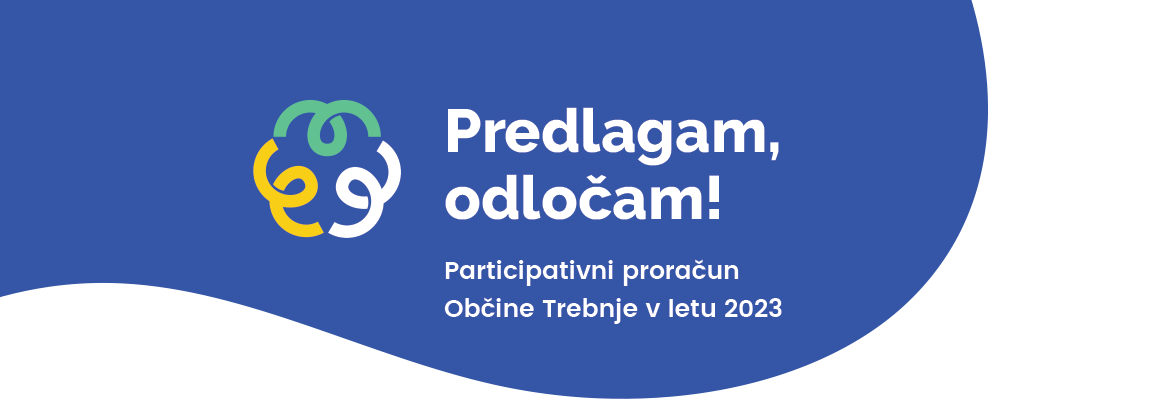 Predlagam,
odločam!
Participativni proračun
Občine Trebnje v letu 2023